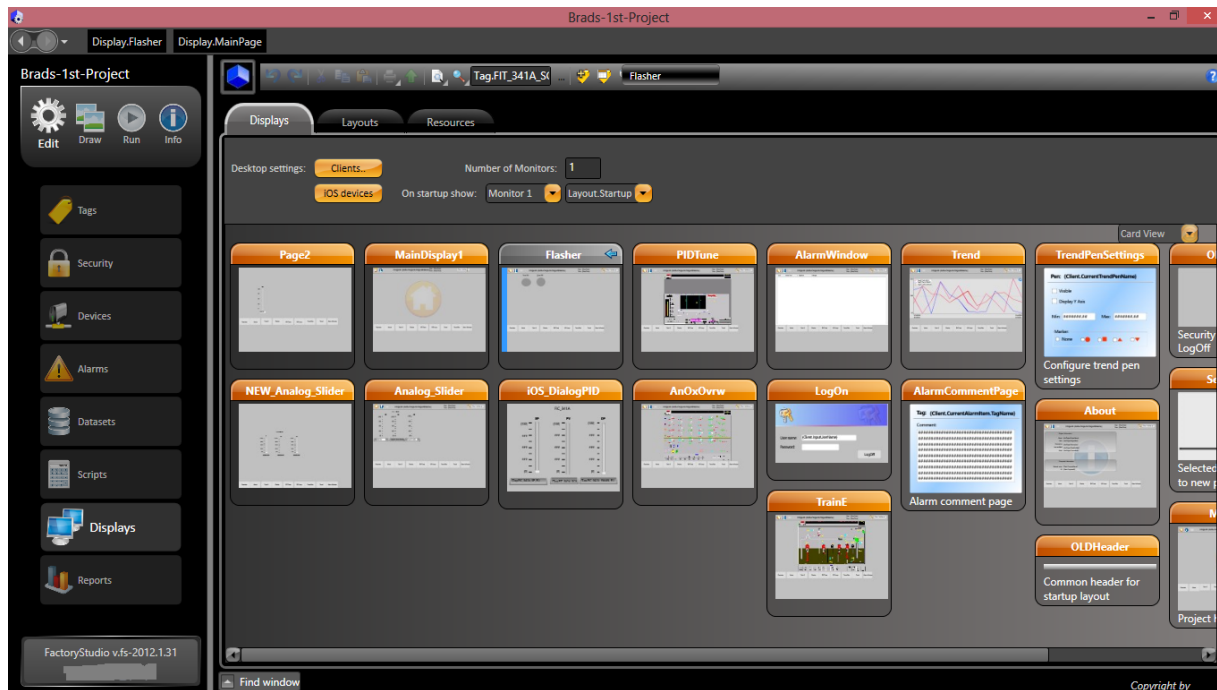 Brads-1st-Project
Display.Flasher Display.MainPage
Brads-1st-Project
Edit Draw Run Info
Tag.FIT_341A_S
Flasher
Displays Layouts Resources
Desktop settings: Clients.. Number of Monitors: 1
iOS devices On startup show: Monitor 1 Layout.Startup
Card View
Tags
Security
Devices
Alarms
Datasets
Scripts
Displays
Reports
Page2 MainDisplay1 Flasher PIDTune AlarmWindow Trend TrendPenSettings
Pen: {Client.CurrentTrendPenName}
Visible
Display Y Axis
Min: ########.## Max: ########.##
Marker
None
Configure trend pen
settings
Security
LogOff
NEW_Analog_Slider Analog_Slider iOS_DialogPID AnOxOvrw LogOn AlarmCommentPage About
User name:
Password:
LogOff
Tag: {Client.CurrentAlarmItem.TagName}
Comment:
Alarm comment page
Selected
to new p
TrainE
OLDHeader
Common header for
startup layout
Project h
FactoryStudio v.fs-2012.1.31
Find window
Copyright by